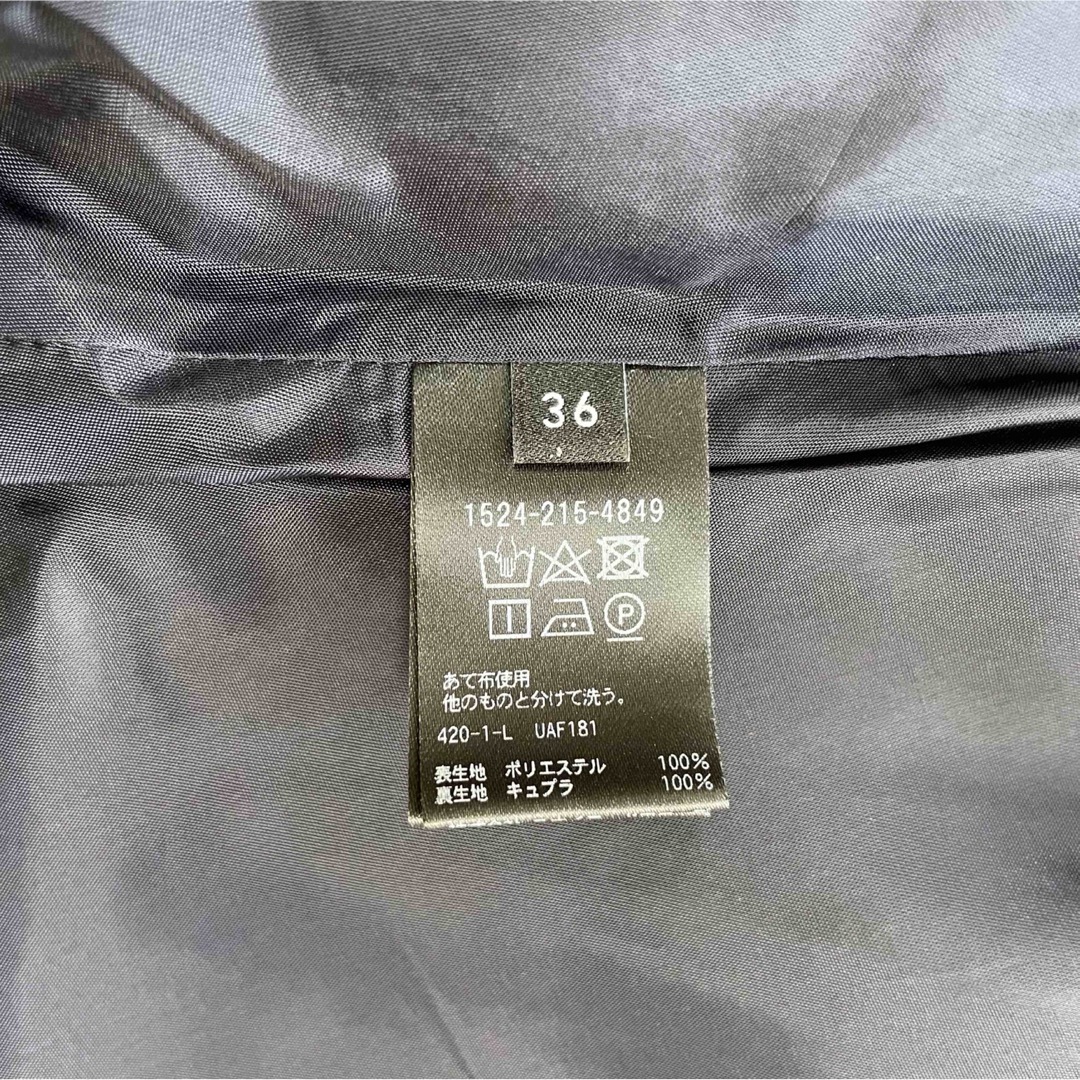 36
1524-215-4849
P
あて布使用
他のものと分けて洗う。
420-1-L UAF181
表生地 ポリエステル 100%
裏生地 キュプラ 100%